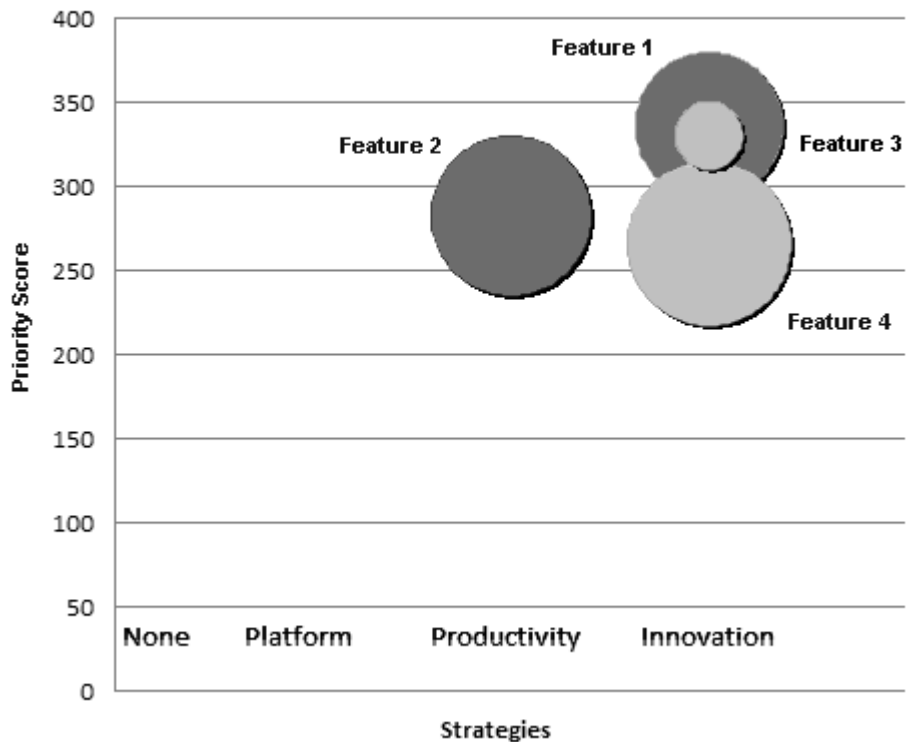 400
Feature 1
350
Feature 2
Feature 3
300
250
Feature 4
200
150
100
50
None Platform Productivity Innovation
0
Priority Score
Strategies